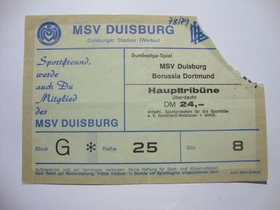 MSV DUISBURG
Duisburger Stadion (Wedau)
78/79
Sportfreund,
werde
auch Du
Mitglied
des
MSV DUISBURG
Bundesliga-Spiel
MSV Duisburg
Borussia Dortmund
Haupttribüne
überdacht
DM 24,-
Block G * Reihe 25 Sitz 8